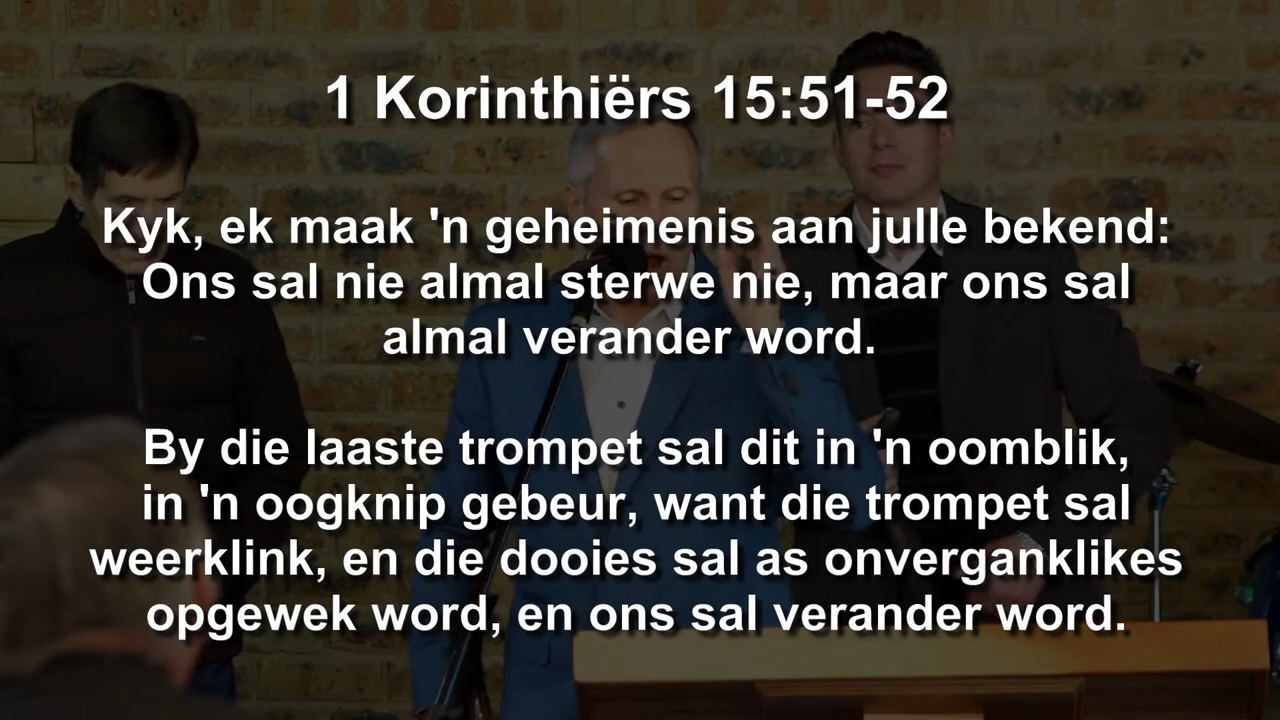 1 Korinthiërs 15:51-52
Kyk, ek maak 'n geheimenis aan julle bekend:
Ons sal nie almal sterwe nie, maar ons sal
almal verander word.
By die laaste trompet sal dit in 'n oomblik,
in 'n oogknip gebeur, want die trompet sal
weerklink, en die dooies sal as onverganklikes
opgewek word, en ons sal verander word.